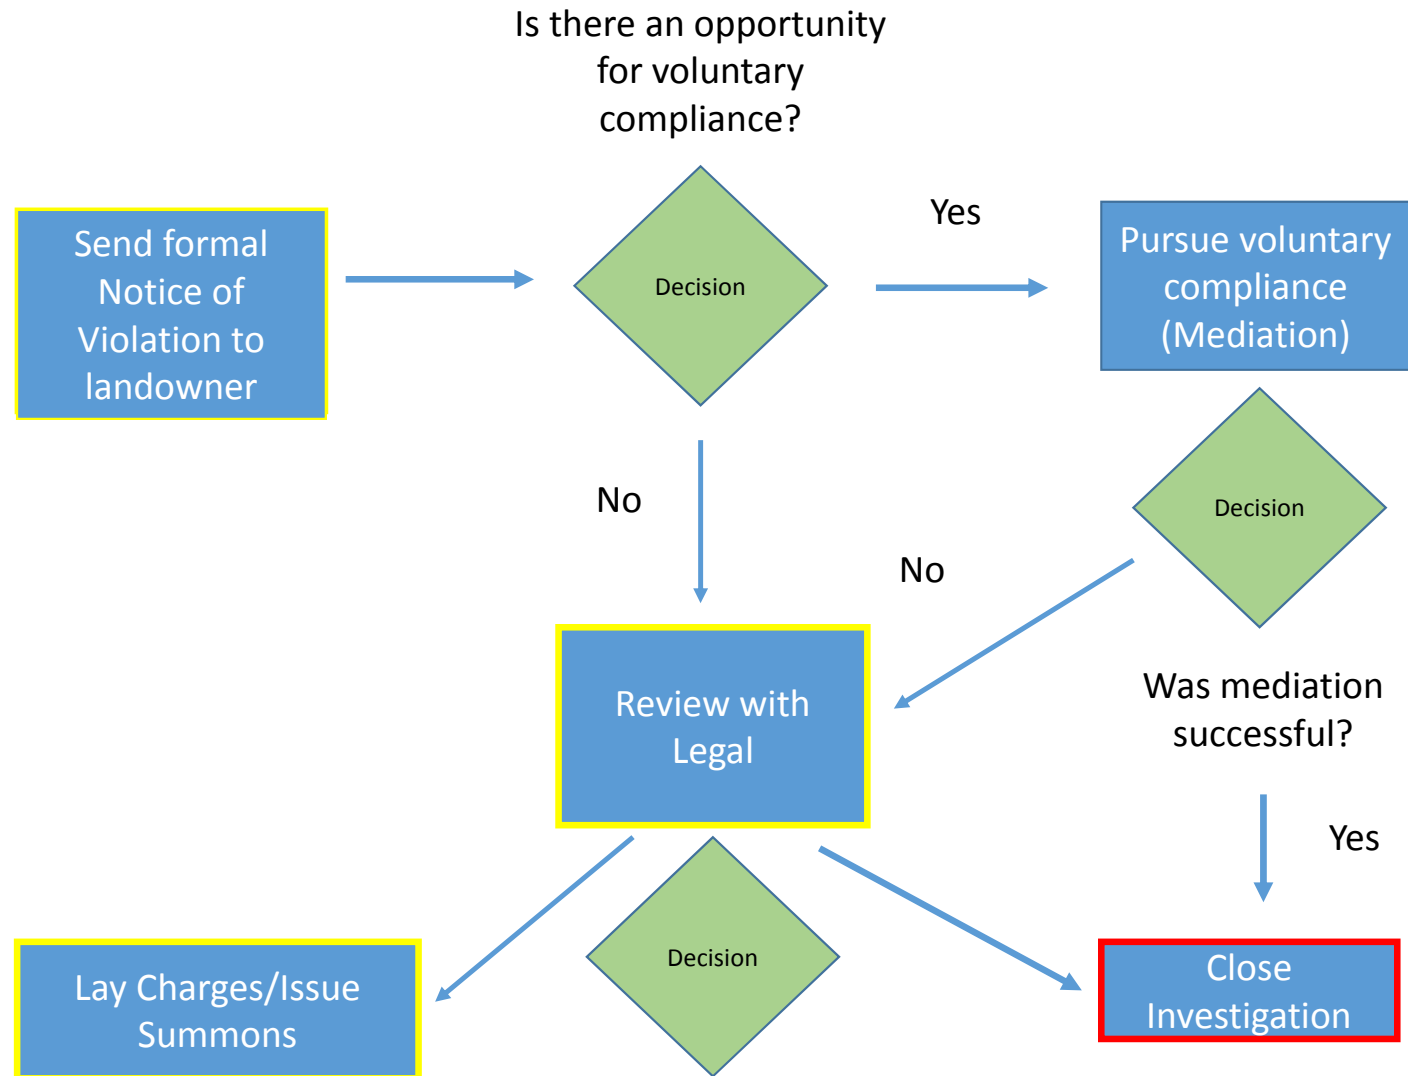 Is there an opportunity
for voluntary
compliance?
Send formal
Notice of
Violation to
landowner
Decision
Yes
Pursue voluntary
compliance
(Mediation)
No
Decision
No
Review with
Legal
Was mediation
successful?
Yes
Lay Charges/Issue
Summons
Decision
Close
Investigation